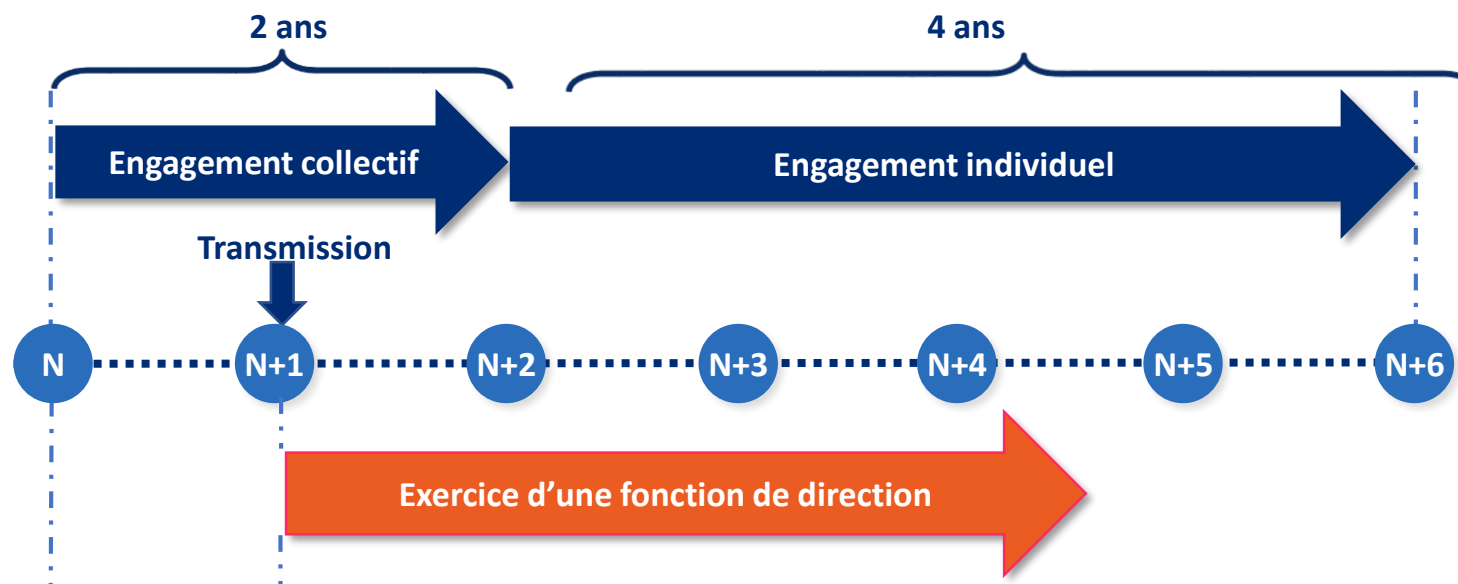 2 ans
4 ans
Engagement collectif
Engagement individuel
Transmission
N
N+1
N+2
N+3
N+4
N+5
N+6
Exercice d’une fonction de direction